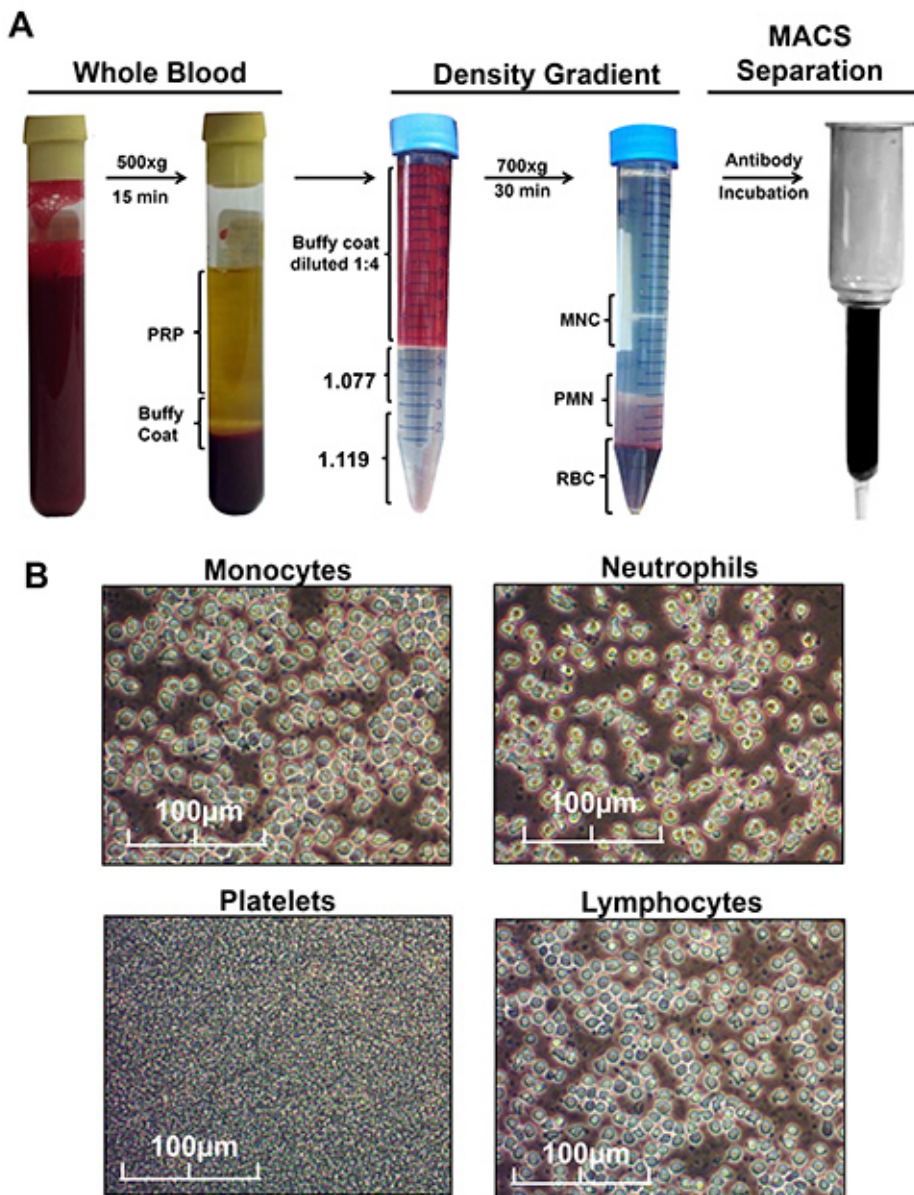 A
Whole Blood
Density Gradient
MACS
Separation
500xg
15 min
700xg
30 min
Antibody
Incubation
Buffy coat
diluted 1:4
PRP
Buffy
Coat
1.077
1.119
MNC
PMN
RBC
B
Monocytes
Neutrophils
100µm
100µm
Platelets
Lymphocytes
100µm
100µm